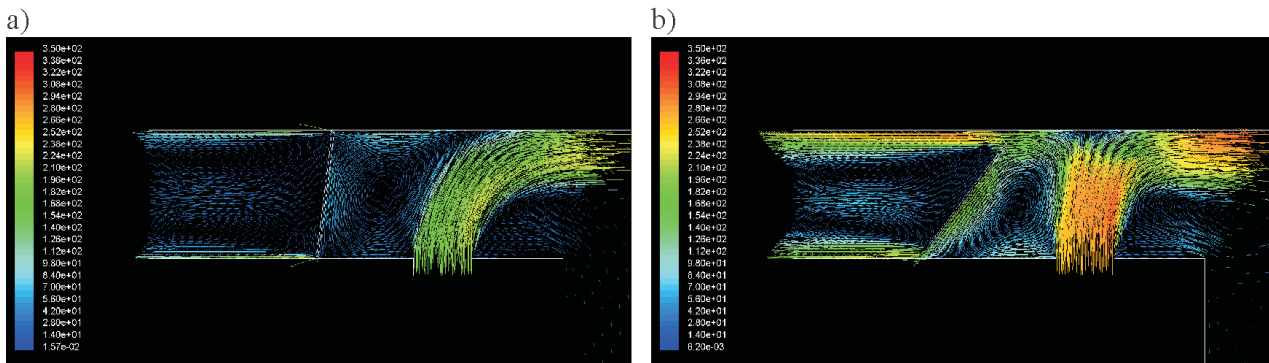 a)
3.50e+02
3.36e+02
3.22e+02
3.08e+02
2.94e+02
2.80e+02
2.66e+02
2.52e+02
2.38e+02
2.24e+02
2.10e+02
1.96e+02
1.82e+02
1.68e+02
1.54e+02
1.40e+02
1.26e+02
1.12e+02
9.80e+01
8.40e+01
7.00e+01
5.60e+01
4.20e+01
2.80e+01
1.40e+01
1.57e-02
b)
3.50e+02
3.36e+02
3.22e+02
3.08e+02
2.94e+02
2.80e+02
2.66e+02
2.52e+02
2.38e+02
2.24e+02
2.10e+02
1.96e+02
1.82e+02
1.68e+02
1.54e+02
1.40e+02
1.26e+02
1.12e+02
9.80e+01
8.40e+01
7.00e+01
5.60e+01
4.20e+01
2.80e+01
1.40e+01
6.20e-03